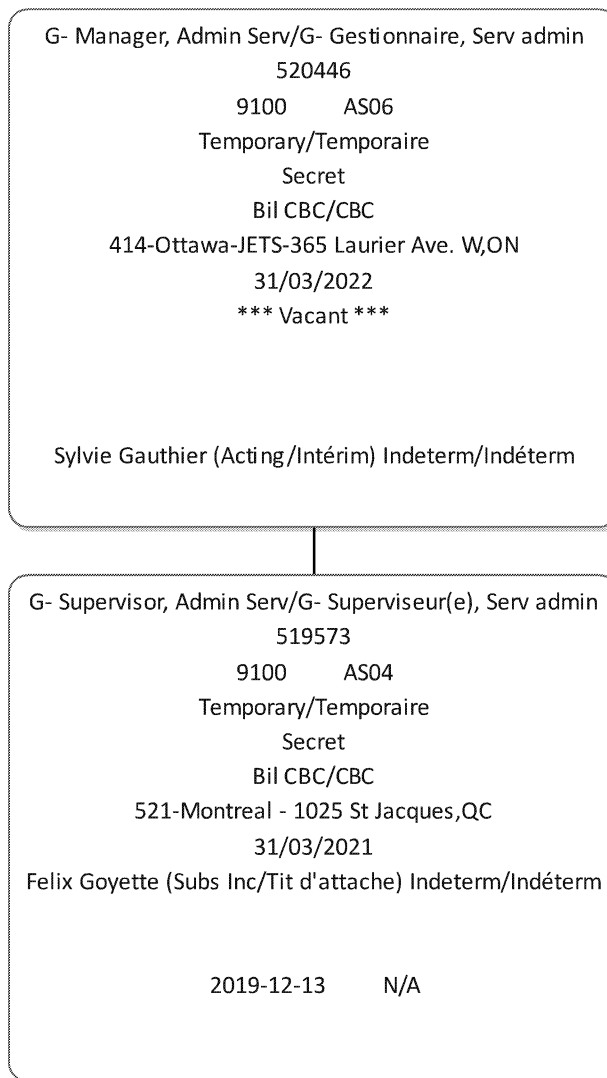 G- Manager, Admin Serv/G- Gestionnaire, Serv admin
520446
9100 AS06
Temporary/Temporaire
Secret
Bil CBC/CBC
414-Ottawa-JETS-365 Laurier Ave. W,ON
31/03/2022
*** Vacant ***
Sylvie Gauthier (Acting/Intérim) Indeterm/Indéterm
G- Supervisor, Admin Serv/G- Superviseur(e), Serv admin
519573
9100 AS04
Temporary/Temporaire
Secret
Bil CBC/CBC
521-Montreal - 1025 St Jacques,QC
31/03/2021
Felix Goyette (Subs Inc/Tit d'attache) Indeterm/Indéterm
2019-12-13 N/A